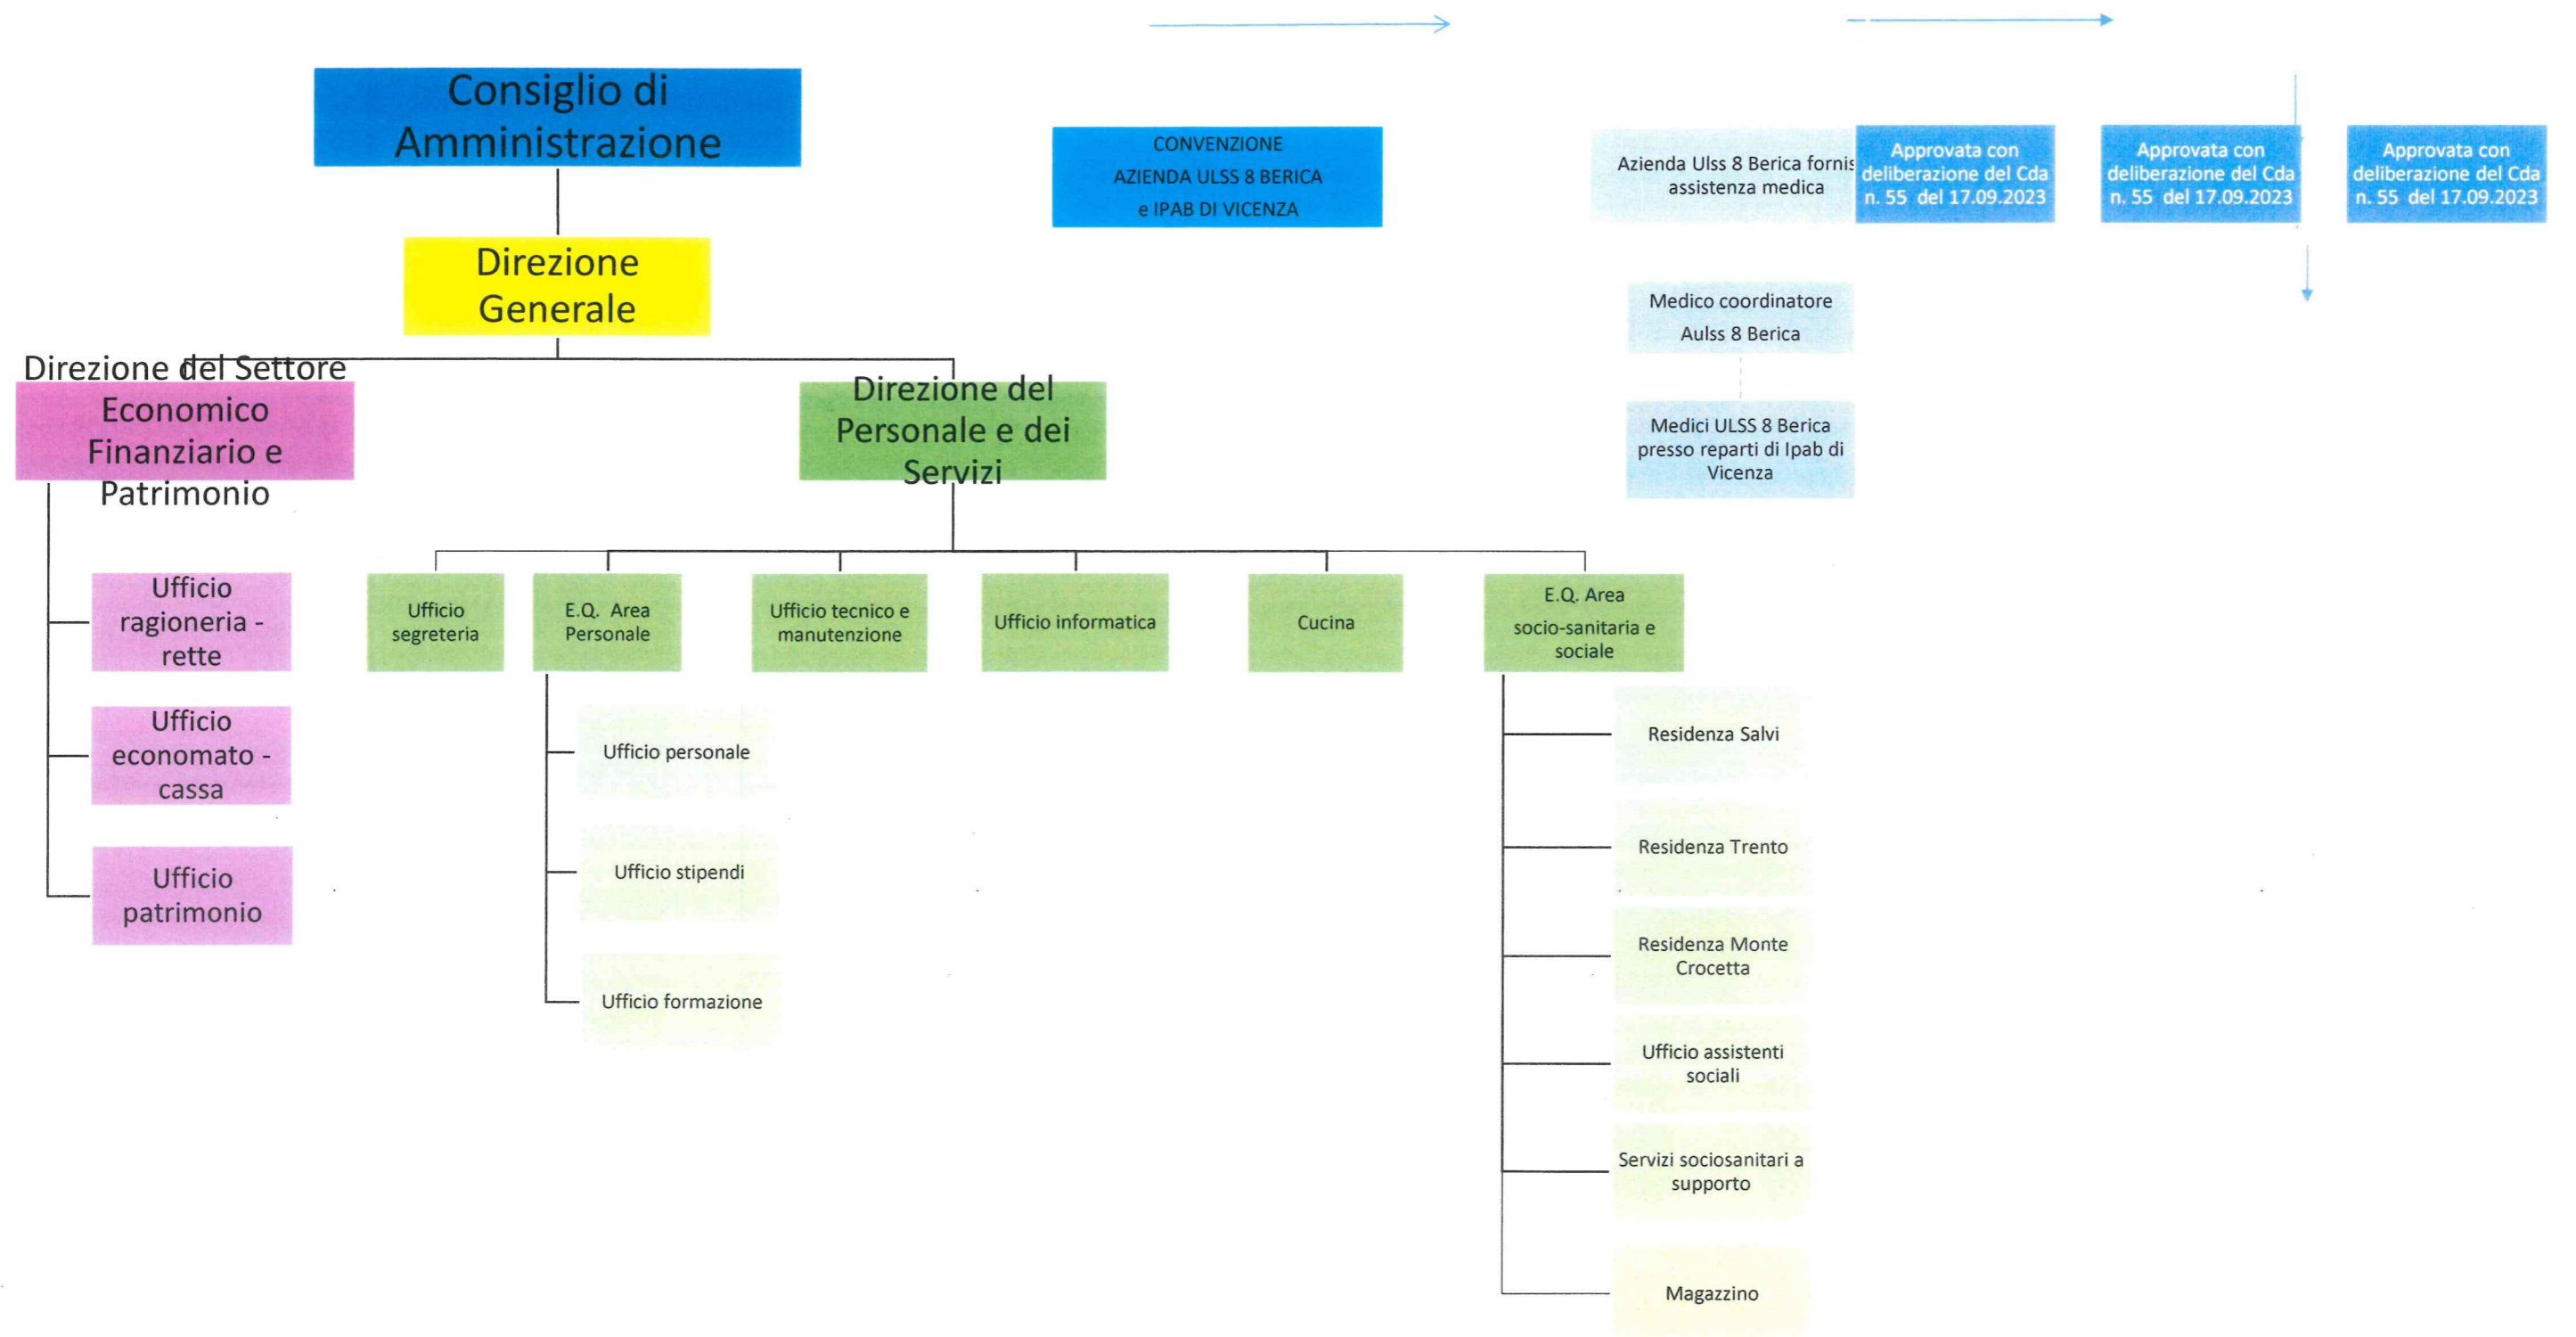 Consiglio di
Amministrazione
CONVENZIONE
AZIENDA ULSS 8 BERICA
e IPAB DI VICENZA
Azienda Ulss 8 Berica fornis
assistenza medica
Approvata con
deliberazione del Cda
n. 55 del 17.09.2023
Approvata con
deliberazione del Cda
n. 55 del 17.09.2023
Approvata con
deliberazione del Cda
n. 55 del 17.09.2023
Direzione
Generale
Medico coordinatore
Aulss 8 Berica
Direzione del Settore
Economico
Finanziario e
Patrimonio
Direzione del
Personale e dei
Servizi
Medici ULSS 8 Berica
presso reparti di Ipab di
Vicenza
Ufficio
ragioneria -
rette
Ufficio
economato -
cassa
Ufficio
patrimonio
Ufficio
segreteria
E.Q. Area
Personale
Ufficio tecnico e
manutenzione
Ufficio informatica
Cucina
E.Q. Area
socio-sanitaria e
sociale
Ufficio personale
Ufficio stipendi
Ufficio formazione
Residenza Salvi
Residenza Trento
Residenza Monte
Crocetta
Ufficio assistenti
sociali
Servizi sociosanitari a
supporto
Magazzino